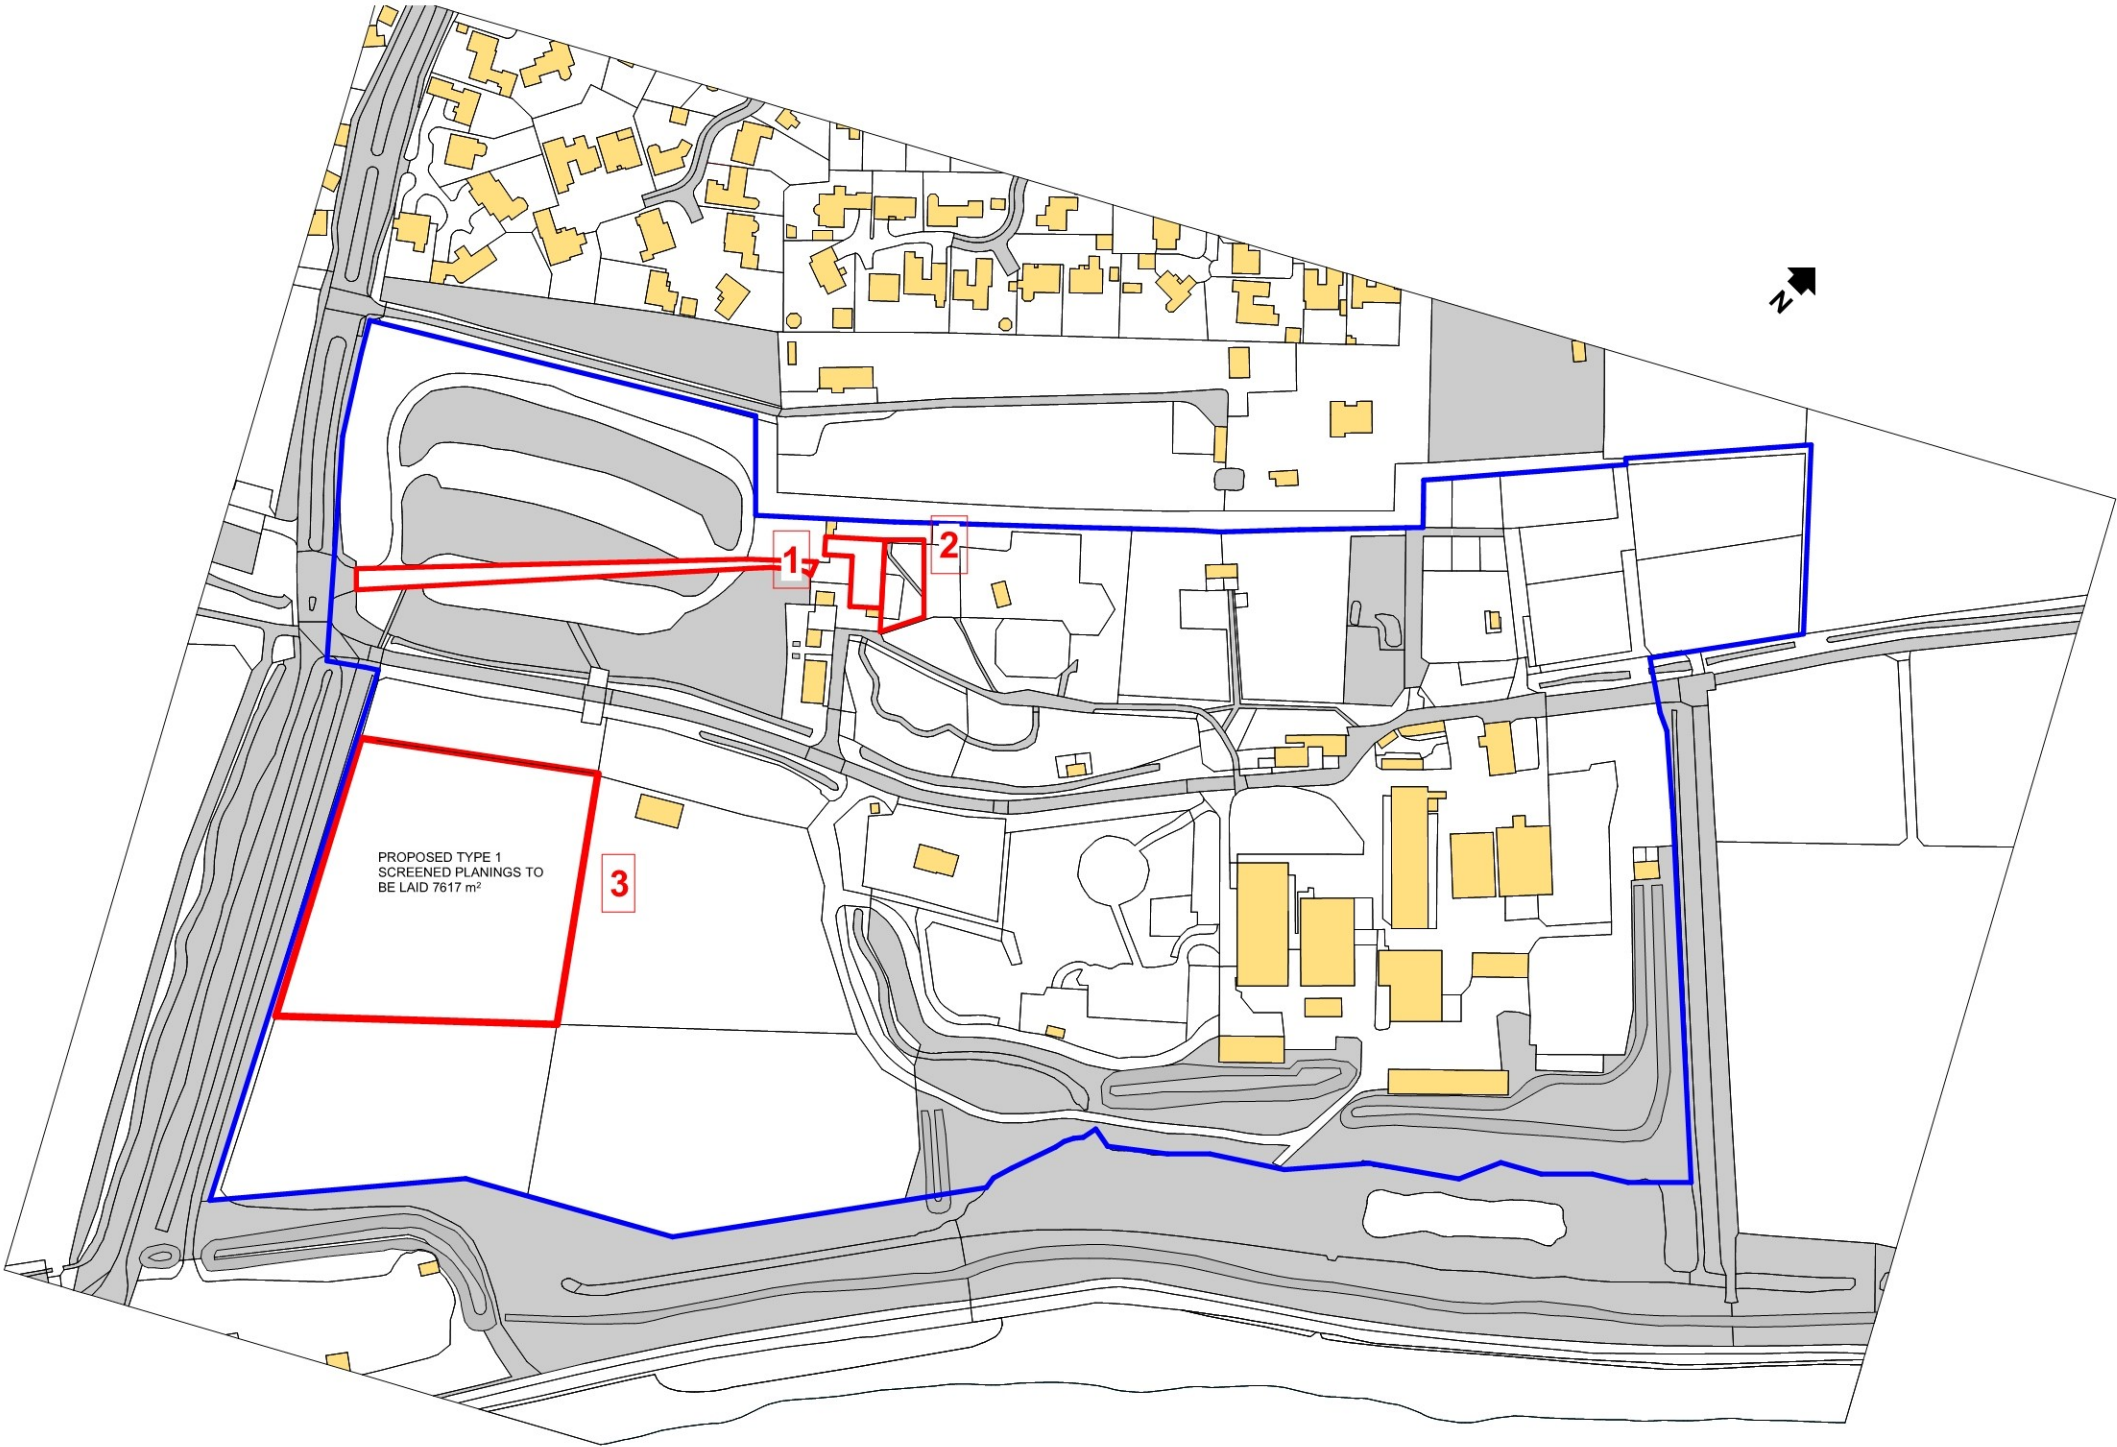 N
1
2
PROPOSED TYPE 1
SCREENED PLANINGS TO
BE LAID 7617 m²
3